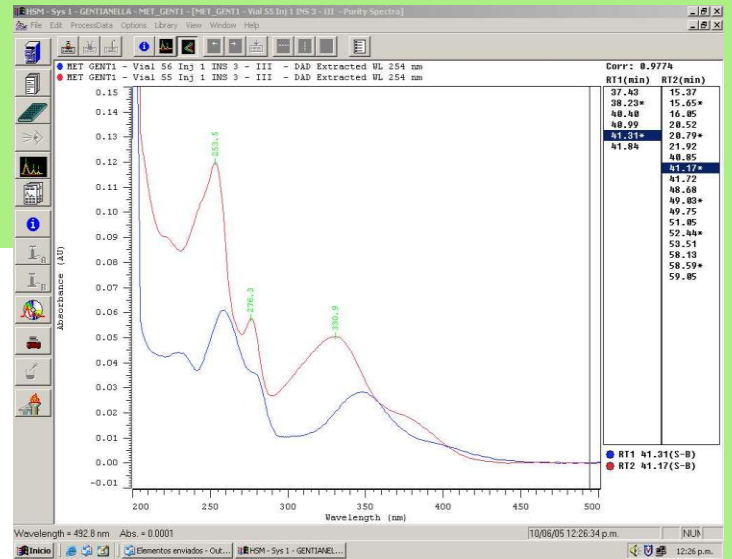 HSM - Sys 1 - GENTIANELLA - MET_GENT1 - [MET_GENT1 - Vial 55 Inj 1 INS 3 - III - Purity Spectra]
File Edit ProcessData Options Library View Window Help
MET GENT1 - Vial 56 Inj 1 INS 3 - III - DAD Extracted WL 254 nm
MET GENT1 - Vial 55 Inj 1 INS 3 - III - DAD Extracted WL 254 nm
Corr: 0.9774
RT1(min) RT2(min)
37.43 15.37
38.23* 15.65*
40.40 16.05
40.99 20.52
41.31* 20.79*
41.84 21.92
40.85
41.17*
41.72
48.68
49.03*
49.75
51.05
52.44*
53.51
58.13
58.59*
59.05
0.15
0.14
0.13
0.12
0.11
0.10
0.09
0.08
0.07
0.06
0.05
0.04
0.03
0.02
0.01
0.00
-0.01
Absorbance (AU)
253.5
276.3
330.9
200 250 300 350 400 450 500
Wavelength (nm)
RT1 41.31(S-B)
RT2 41.17(S-B)
Wavelength = 492.8 nm Abs. = 0.0001
10/06/05 12:26:34 p.m.
NUM
Inicio
Elementos enviados - Out...
HSM - Sys 1 - GENTIANEL...
12:26 p.m.